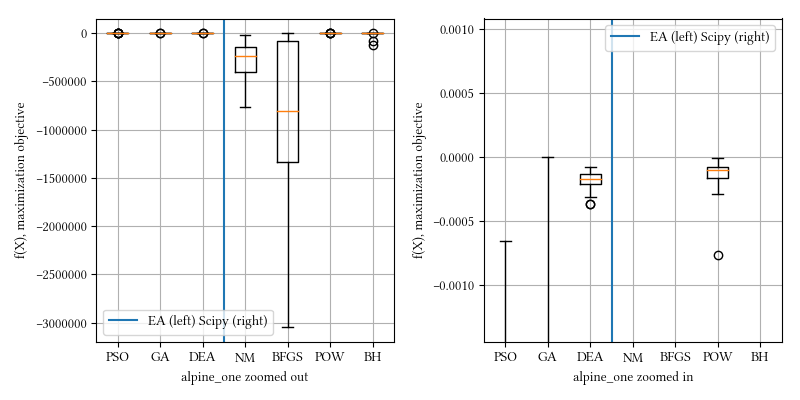 0
−500000
−1000000
−1500000
−2000000
−2500000
−3000000
f(X), maximization objective
EA (left) Scipy (right)
PSO GA DEA NM BFGS POW BH
alpine_one zoomed out
0.0010
0.0005
0.0000
−0.0005
−0.0010
f(X), maximization objective
EA (left) Scipy (right)
PSO GA DEA NM BFGS POW BH
alpine_one zoomed in